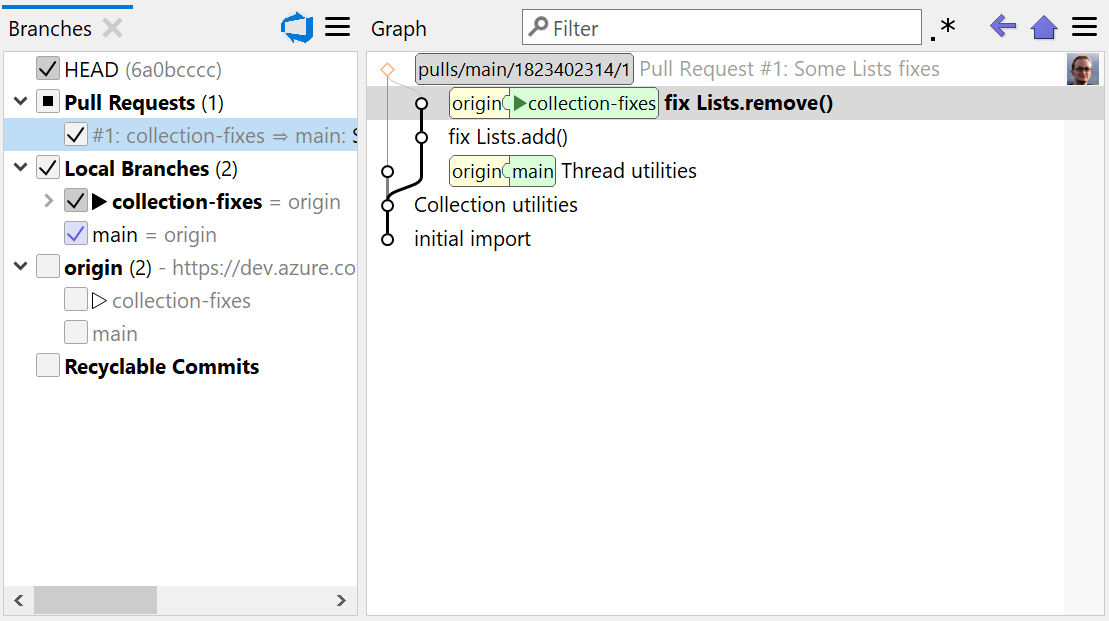 Branches
HEAD (6a0bcccc)
Pull Requests (1)
#1: collection-fixes ⇒ main: S
Local Branches (2)
collection-fixes = origin
main = origin
origin (2) - https://dev.azure.co
collection-fixes
main
Recyclable Commits
Graph
Filter
.*
pulls/main/1823402314/1 Pull Request #1: Some Lists fixes
origin collection-fixes fix Lists.remove()
fix Lists.add()
origin main Thread utilities
Collection utilities
initial import